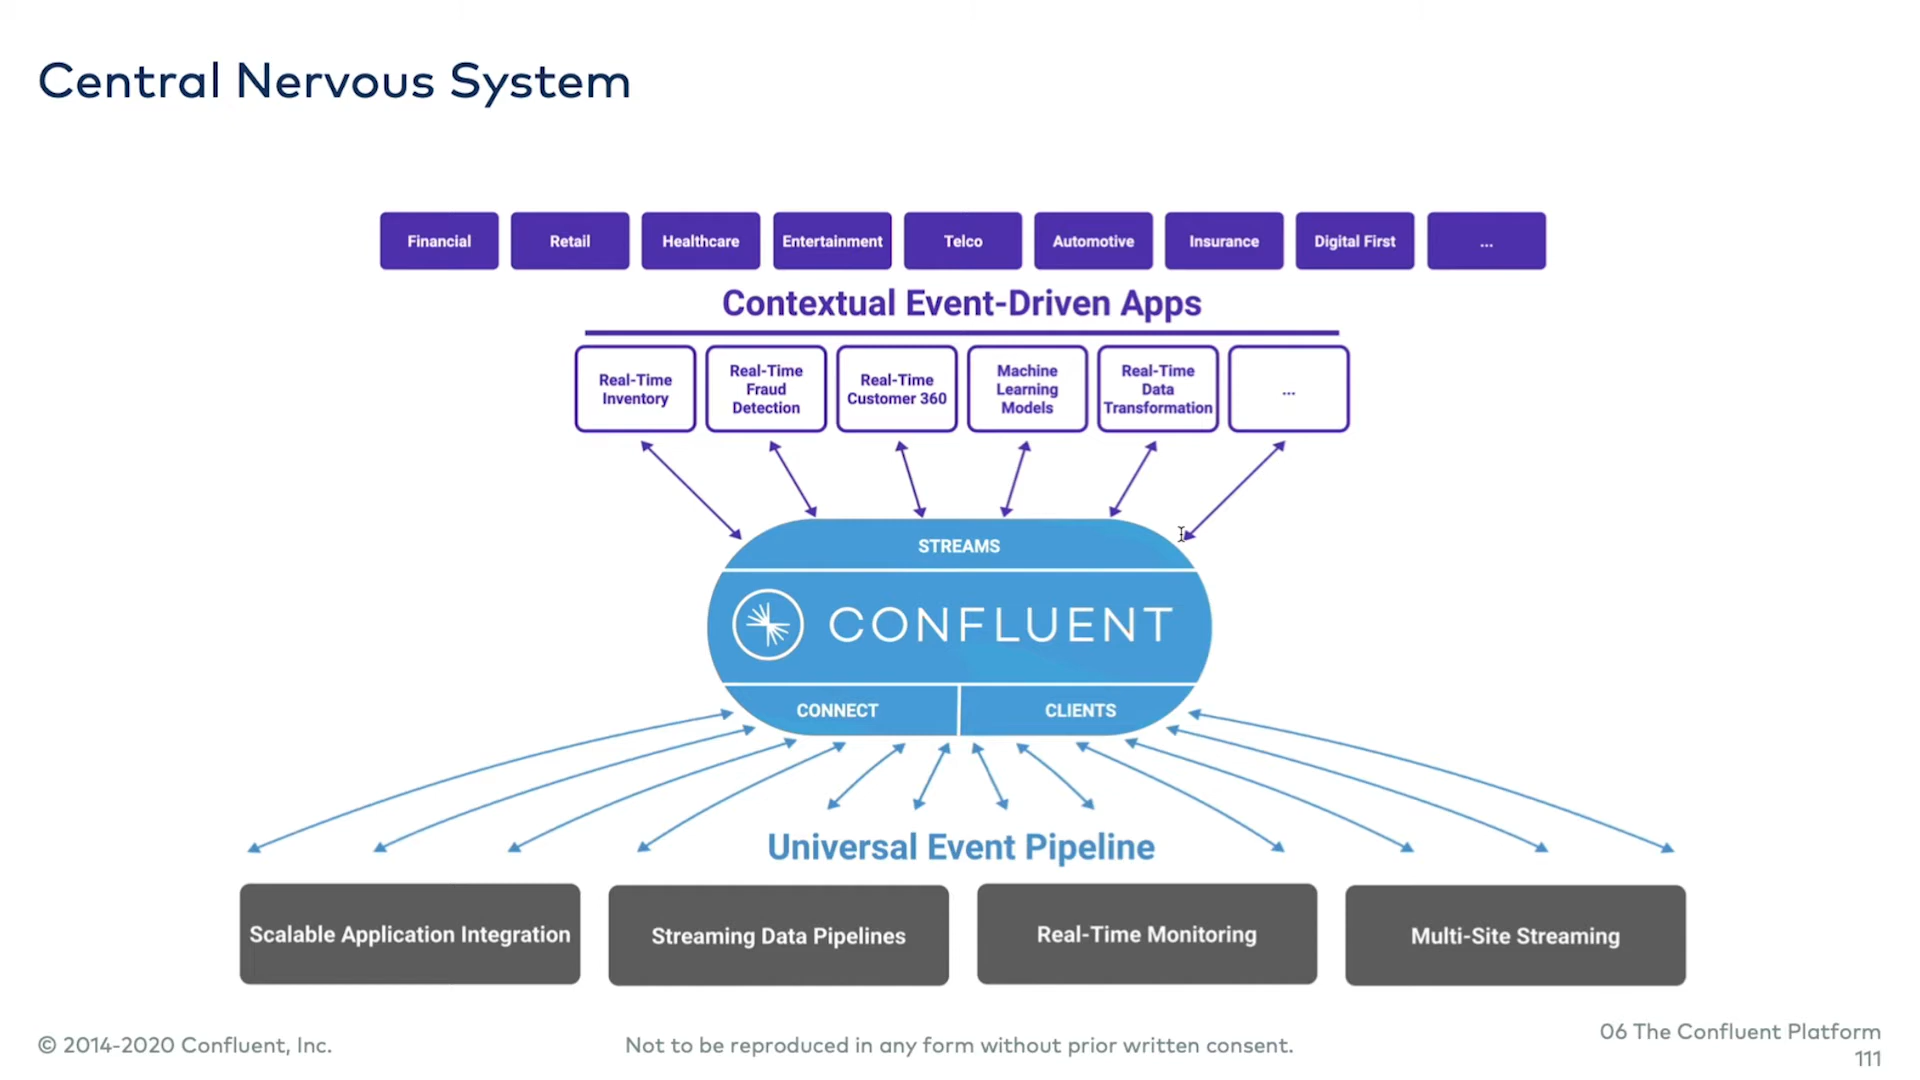 Central Nervous System
Financial
Retail
Healthcare
Entertainment
Telco
Automotive
Insurance
Digital First
...
Contextual Event-Driven Apps
Real-Time
Inventory
Real-Time
Fraud
Detection
Real-Time
Customer 360
Machine
Learning
Models
Real-Time
Data
Transformation
...
STREAMS
CONFLUENT
CONNECT
CLIENTS
Universal Event Pipeline
Scalable Application Integration
Streaming Data Pipelines
Real-Time Monitoring
Multi-Site Streaming
© 2014-2020 Confluent, Inc.
Not to be reproduced in any form without prior written consent.
06 The Confluent Platform
111